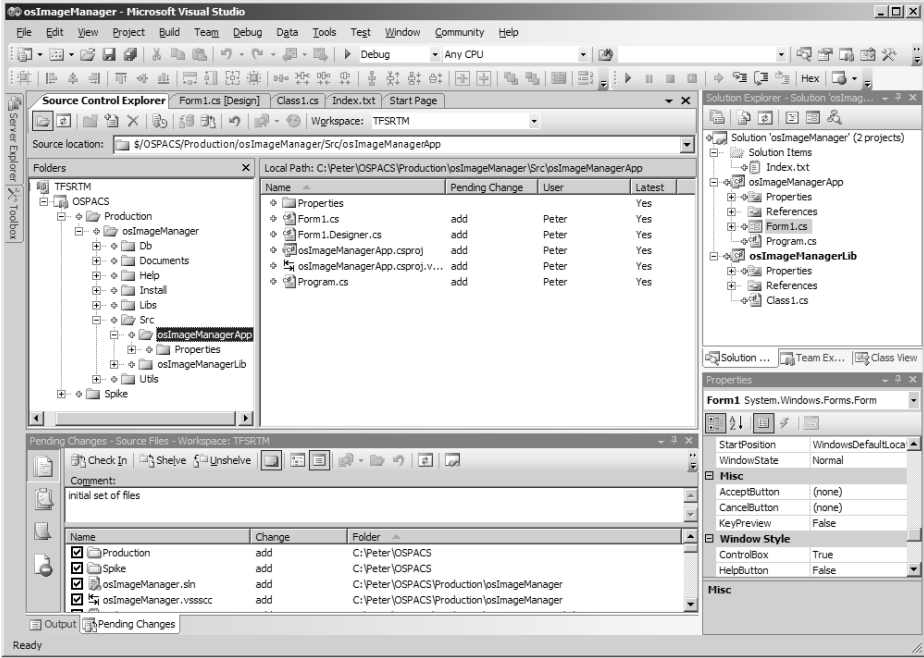 osImageManager - Microsoft Visual Studio
File Edit View Project Build Team Debug Data Tools Test Window Community Help
Debug Any CPU
Hex
Server Explorer
Toolbox
Source Control Explorer Form1.cs [Design] Class1.cs Index.txt Start Page
Workspace: TFSRTM
Source location: $/OSPACS/Production/osImageManager/Src/osImageManagerApp
Folders
TFSRTM
OSPACS
Production
osImageManager
Db
Documents
Help
Install
Libs
Src
osImageManagerApp
Properties
osImageManagerLib
Utils
Spike
Local Path: C:\Peter\OSPACS\Production\osImageManager\Src\osImageManagerApp
Name Pending Change User Latest
Properties Yes
Form1.cs add Peter Yes
Form1.Designer.cs add Peter Yes
osImageManagerApp.csproj add Peter Yes
osImageManagerApp.csproj.v... add Peter Yes
Program.cs add Peter Yes
Pending Changes - Source Files - Workspace: TFSRTM
Check In Shelve Unshelve
Comment:
initial set of files
Name Change Folder
Production add C:\Peter\OSPACS
Spike add C:\Peter\OSPACS
osImageManager.sln add C:\Peter\OSPACS\Production\osImageManager
osImageManager.vssscc add C:\Peter\OSPACS\Production\osImageManager
Output Pending Changes
Ready
Solution Explorer - Solution 'osImag...
Solution 'osImageManager' (2 projects)
Solution Items
Index.txt
osImageManagerApp
Properties
References
Form1.cs
Program.cs
osImageManagerLib
Properties
References
Class1.cs
Solution ... Team Ex... Class View
Properties
Form1 System.Windows.Forms.Form
StartPosition WindowsDefaultLoca
WindowState Normal
Misc
AcceptButton (none)
CancelButton (none)
KeyPreview False
Window Style
ControlBox True
HelpButton False
Misc